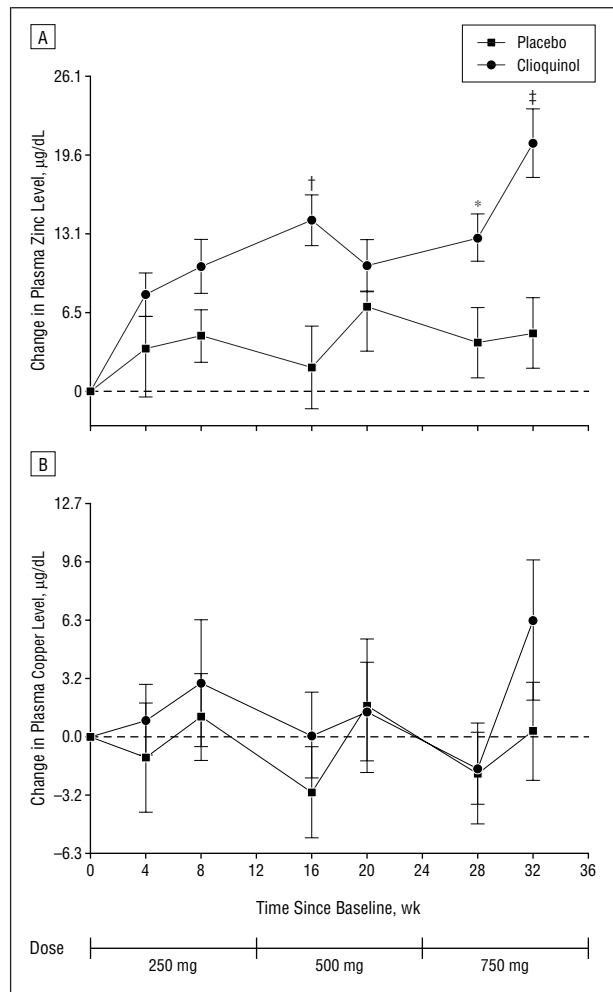 A
Placebo
Clioquinol
Change in Plasma Zinc Level, µg/dL
26.1
19.6
13.1
6.5
0
†
*
‡
B
Change in Plasma Copper Level, µg/dL
12.7
9.6
6.3
3.2
0.0
–3.2
–6.3
0 4 8 12 16 20 24 28 32 36
Time Since Baseline, wk
Dose
250 mg 500 mg 750 mg